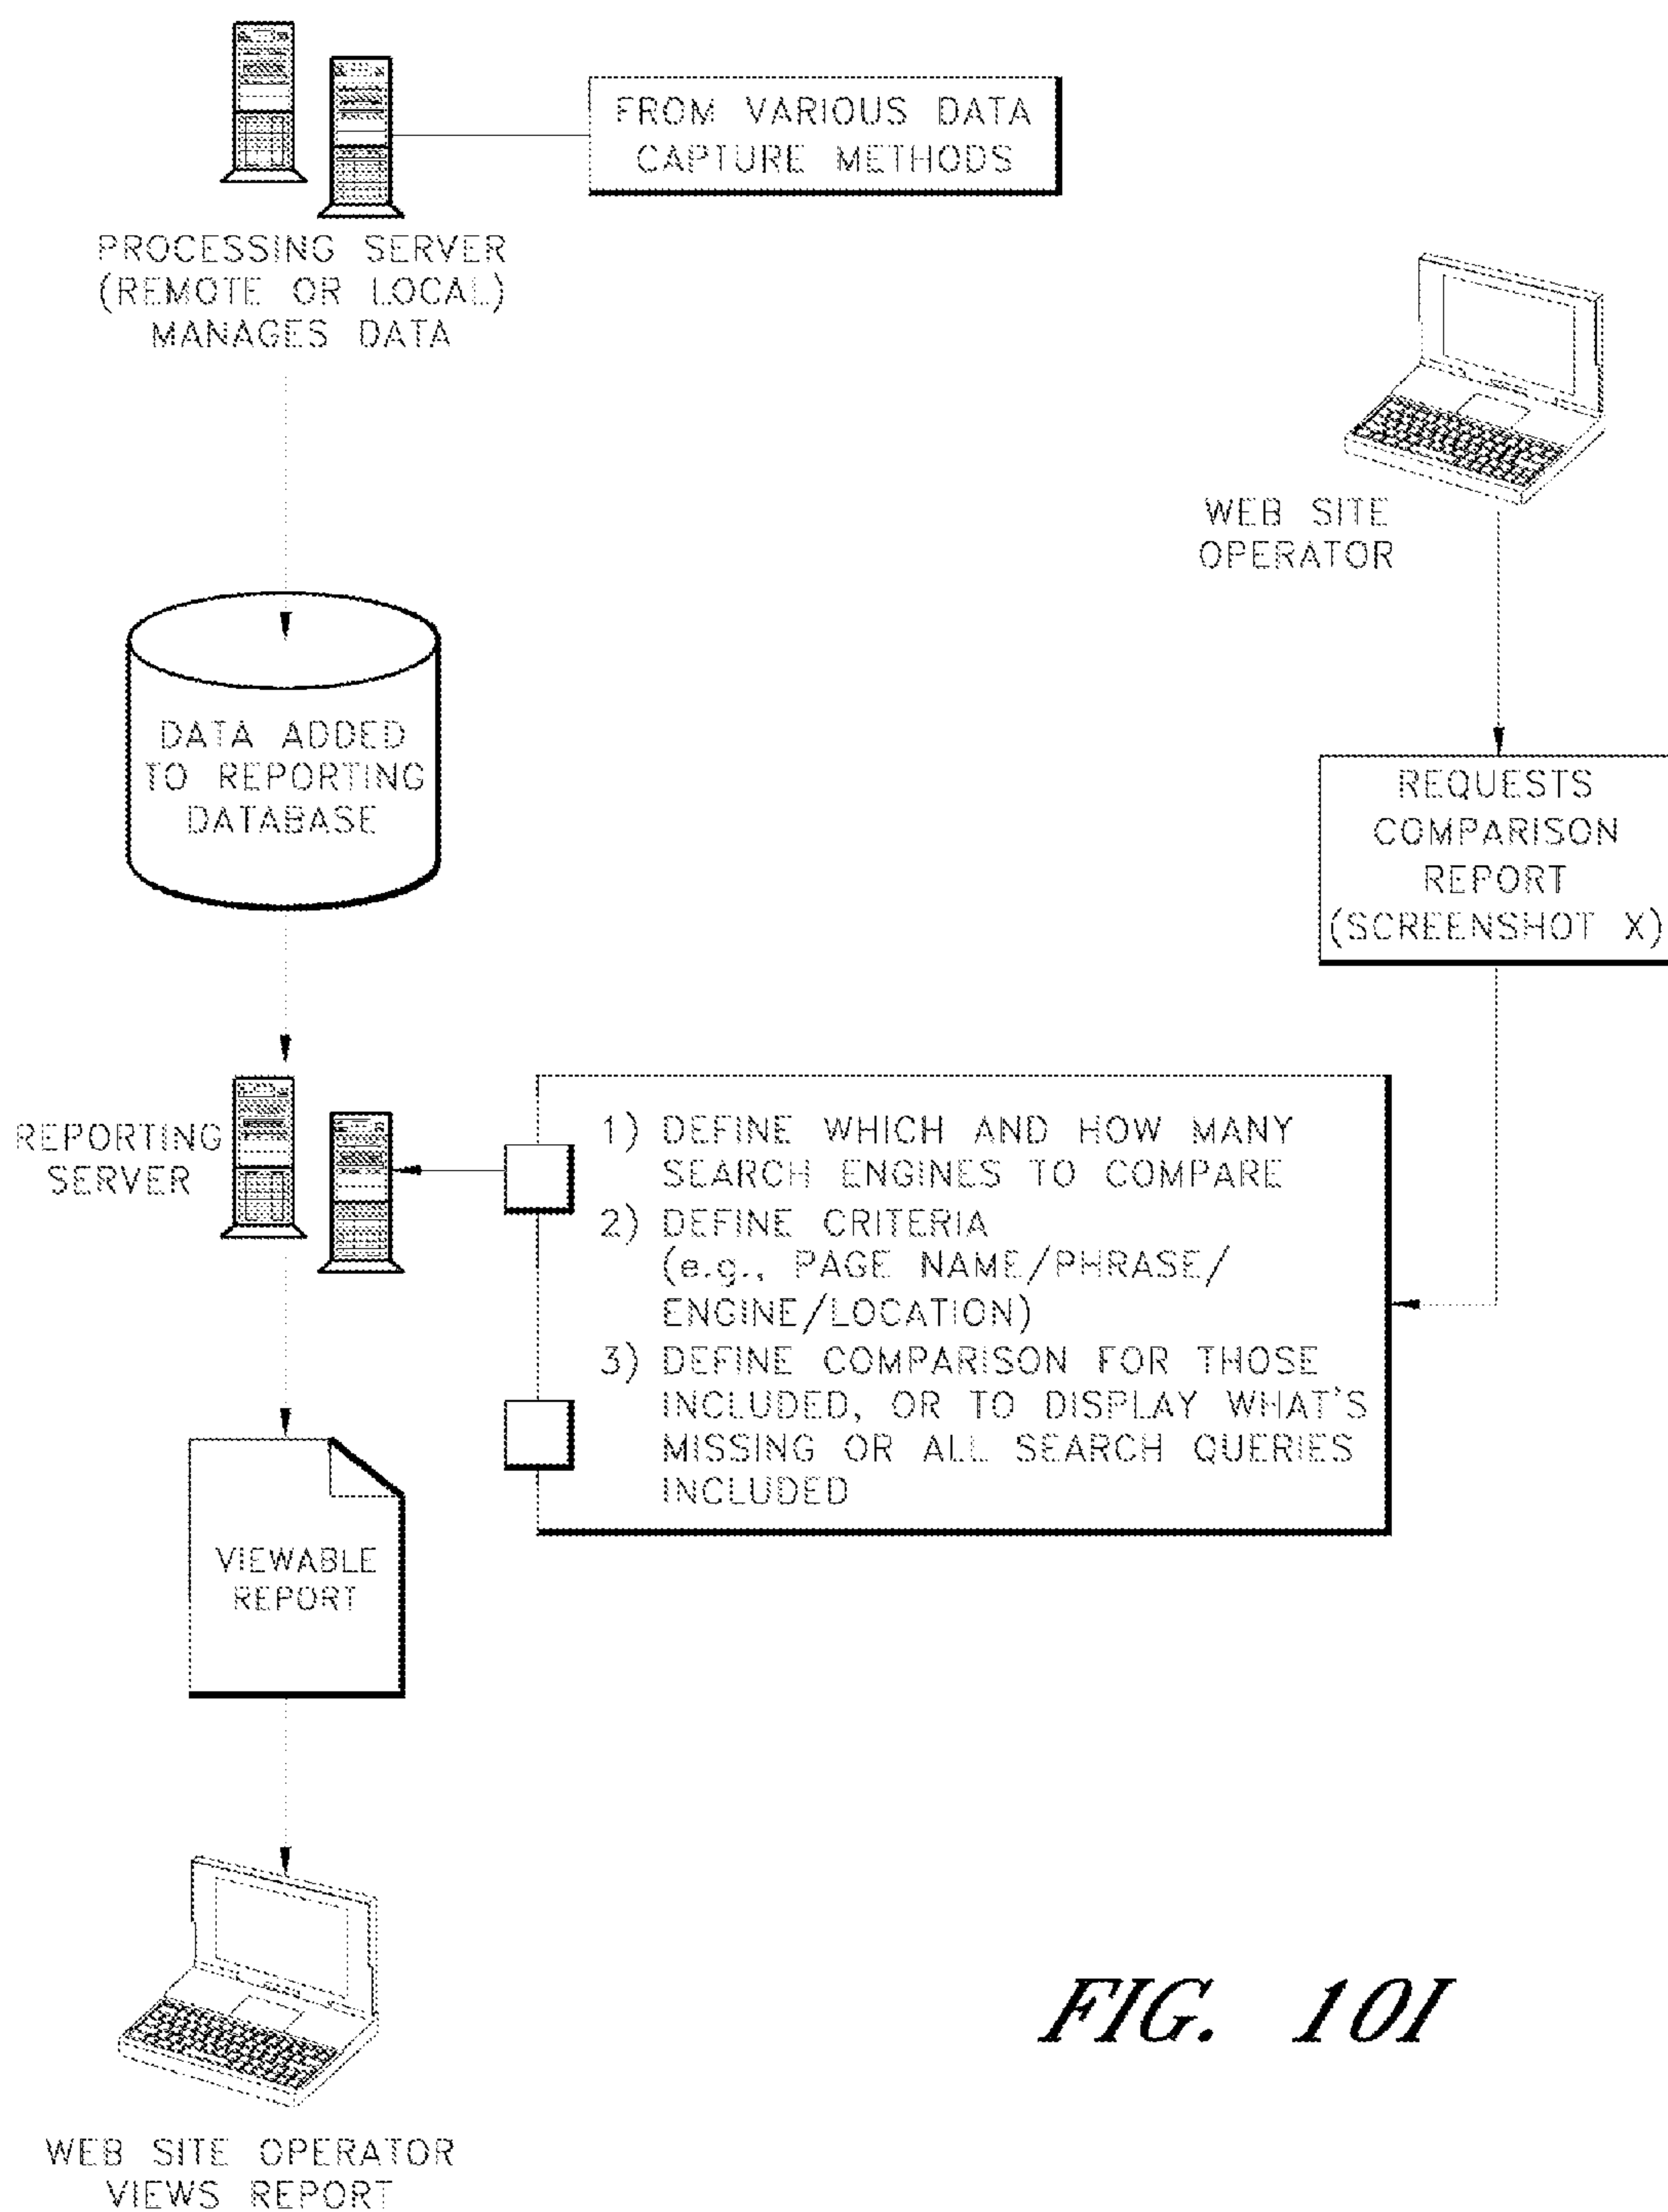 FROM VARIOUS DATA
CAPTURE METHODS
PROCESSING SERVER
(REMOTE OR LOCAL)
MANAGES DATA
WEB SITE
OPERATOR
DATA ADDED
TO REPORTING
DATABASE
REQUESTS
COMPARISON
REPORT
(SCREENSHOT X)
REPORTING
SERVER
1) DEFINE WHICH AND HOW MANY
SEARCH ENGINES TO COMPARE
2) DEFINE CRITERIA
(e.g., PAGE NAME/PHRASE/
ENGINE/LOCATION)
3) DEFINE COMPARISON FOR THOSE
INCLUDED, OR TO DISPLAY WHAT'S
MISSING OR ALL SEARCH QUERIES
INCLUDED
VIEWABLE
REPORT
WEB SITE OPERATOR
VIEWS REPORT
FIG. 10I